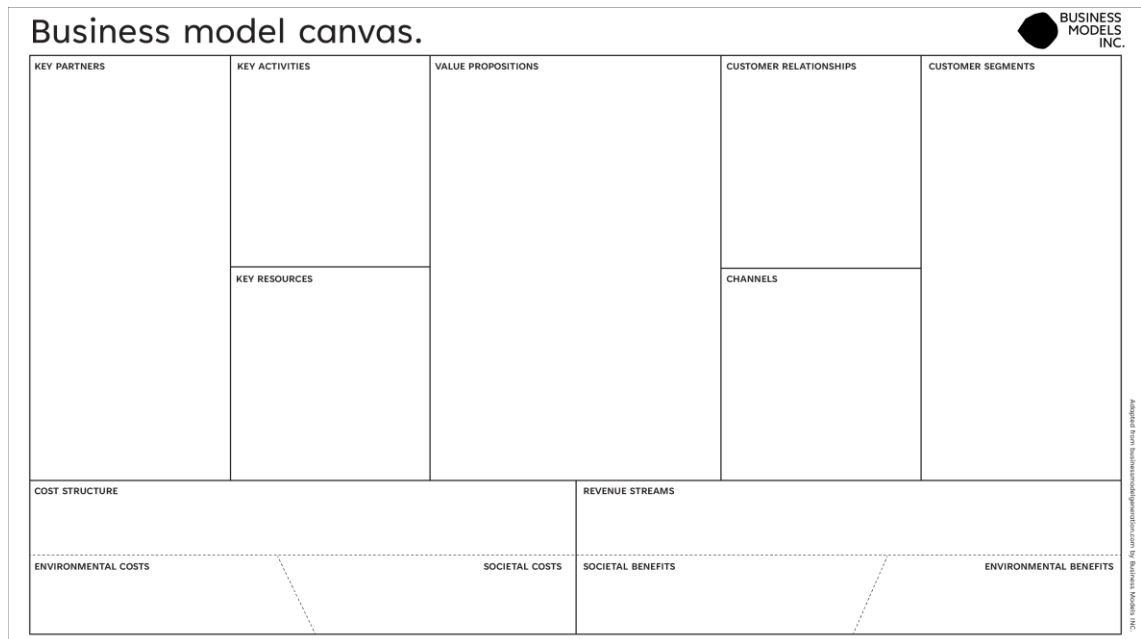 Business model canvas.
BUSINESS
MODELS
INC.
KEY PARTNERS
KEY ACTIVITIES
VALUE PROPOSITIONS
CUSTOMER RELATIONSHIPS
CUSTOMER SEGMENTS
KEY RESOURCES
CHANNELS
COST STRUCTURE
REVENUE STREAMS
ENVIRONMENTAL COSTS
SOCIETAL COSTS
SOCIETAL BENEFITS
ENVIRONMENTAL BENEFITS
Adapted from businessmodelgeneration.com by Business Models INC.